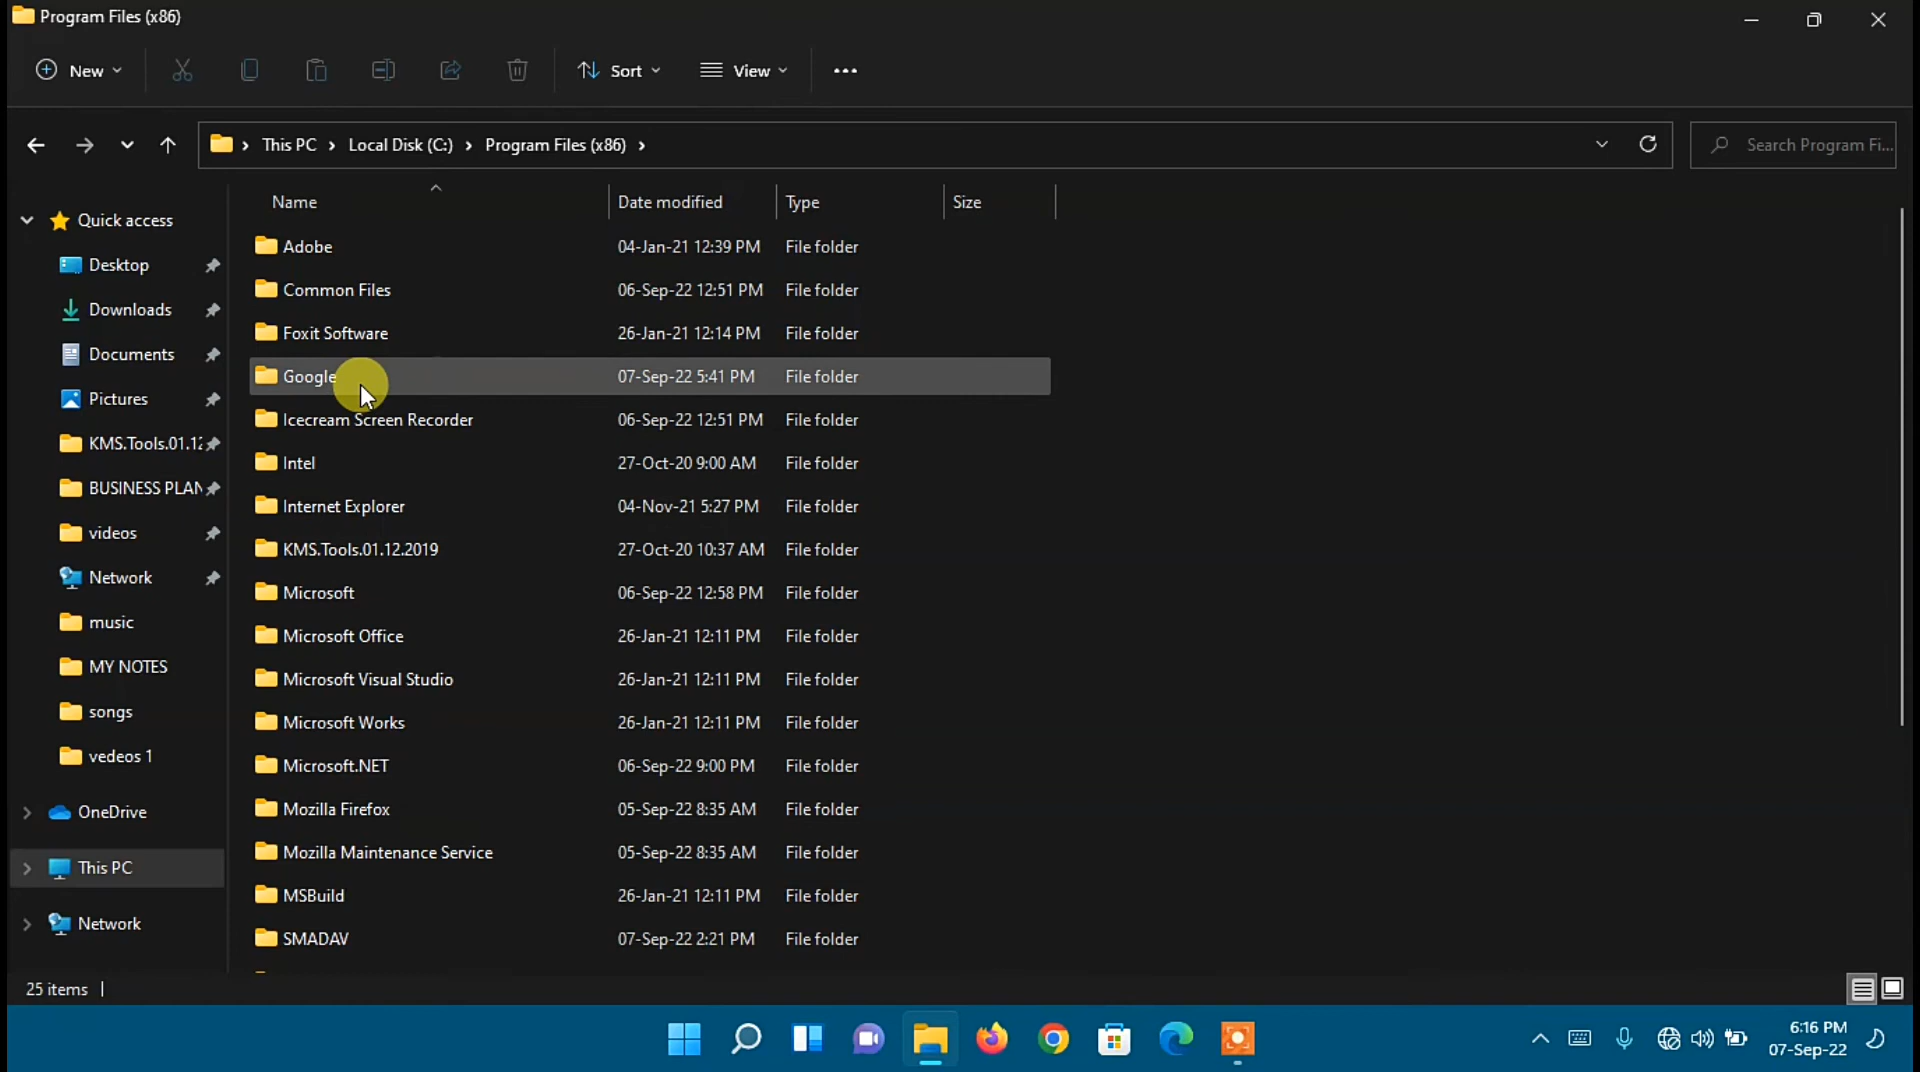 Program Files (x86)
New
Sort
View
This PC
Local Disk (C:)
Program Files (x86)
Search Program Fi...
Name
Date modified
Type
Size
Quick access
Desktop
Downloads
Documents
Pictures
KMS.Tools.01.12
BUSINESS PLAN
videos
Network
music
MY NOTES
songs
vedeos 1
OneDrive
This PC
Network
Adobe 04-Jan-21 12:39 PM File folder
Common Files 06-Sep-22 12:51 PM File folder
Foxit Software 26-Jan-21 12:14 PM File folder
Google 07-Sep-22 5:41 PM File folder
Icecream Screen Recorder 06-Sep-22 12:51 PM File folder
Intel 27-Oct-20 9:00 AM File folder
Internet Explorer 04-Nov-21 5:27 PM File folder
KMS.Tools.01.12.2019 27-Oct-20 10:37 AM File folder
Microsoft 06-Sep-22 12:58 PM File folder
Microsoft Office 26-Jan-21 12:11 PM File folder
Microsoft Visual Studio 26-Jan-21 12:11 PM File folder
Microsoft Works 26-Jan-21 12:11 PM File folder
Microsoft.NET 06-Sep-22 9:00 PM File folder
Mozilla Firefox 05-Sep-22 8:35 AM File folder
Mozilla Maintenance Service 05-Sep-22 8:35 AM File folder
MSBuild 26-Jan-21 12:11 PM File folder
SMADAV 07-Sep-22 2:21 PM File folder
25 items
6:16 PM
07-Sep-22